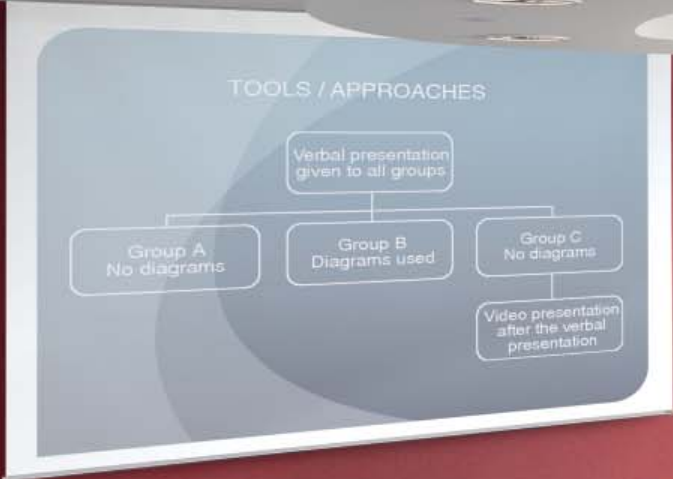 TOOLS / APPROACHES
Verbal presentation
given to all groups
Group A
No diagrams
Group B
Diagrams used
Group C
No diagrams
Video presentation
after the verbal
presentation